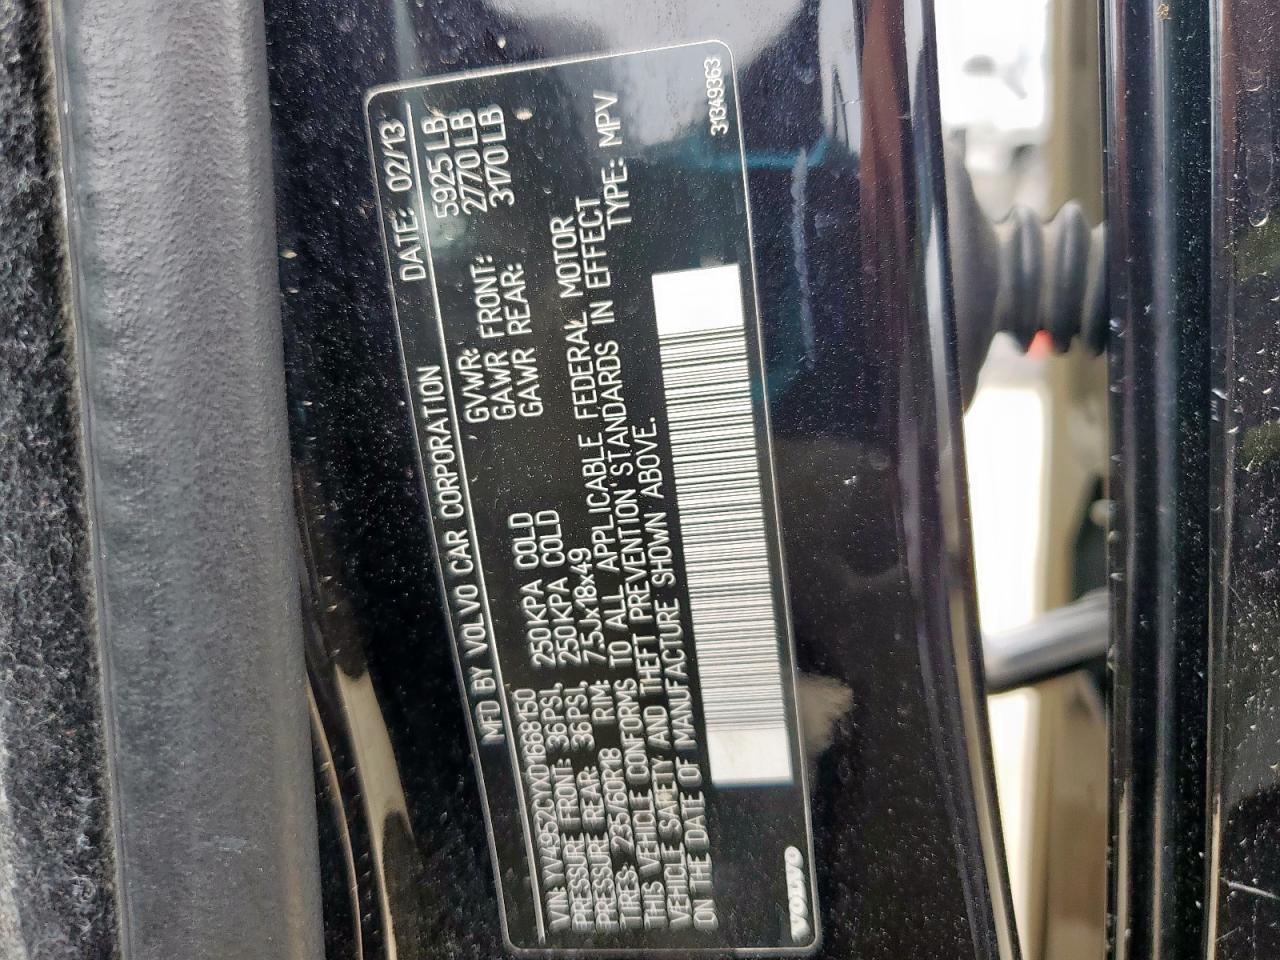 MFD BY VOLVO CAR CORPORATION DATE: 02/13
VIN: YV4952CYXD1668150 GVWR: 5925 LB
PRESSURE FRONT: 36PSI, 250KPA COLD GAWR FRONT: 2770 LB
PRESSURE REAR: 36PSI, 250KPA COLD GAWR REAR: 3170 LB
TIRES: 235/60R18 RIM: 7.5Jx18x49
THIS VEHICLE CONFORMS TO ALL APPLICABLE FEDERAL MOTOR
VEHICLE SAFETY AND THEFT PREVENTION STANDARDS IN EFFECT
ON THE DATE OF MANUFACTURE SHOWN ABOVE. TYPE: MPV
VOLVO 31349363